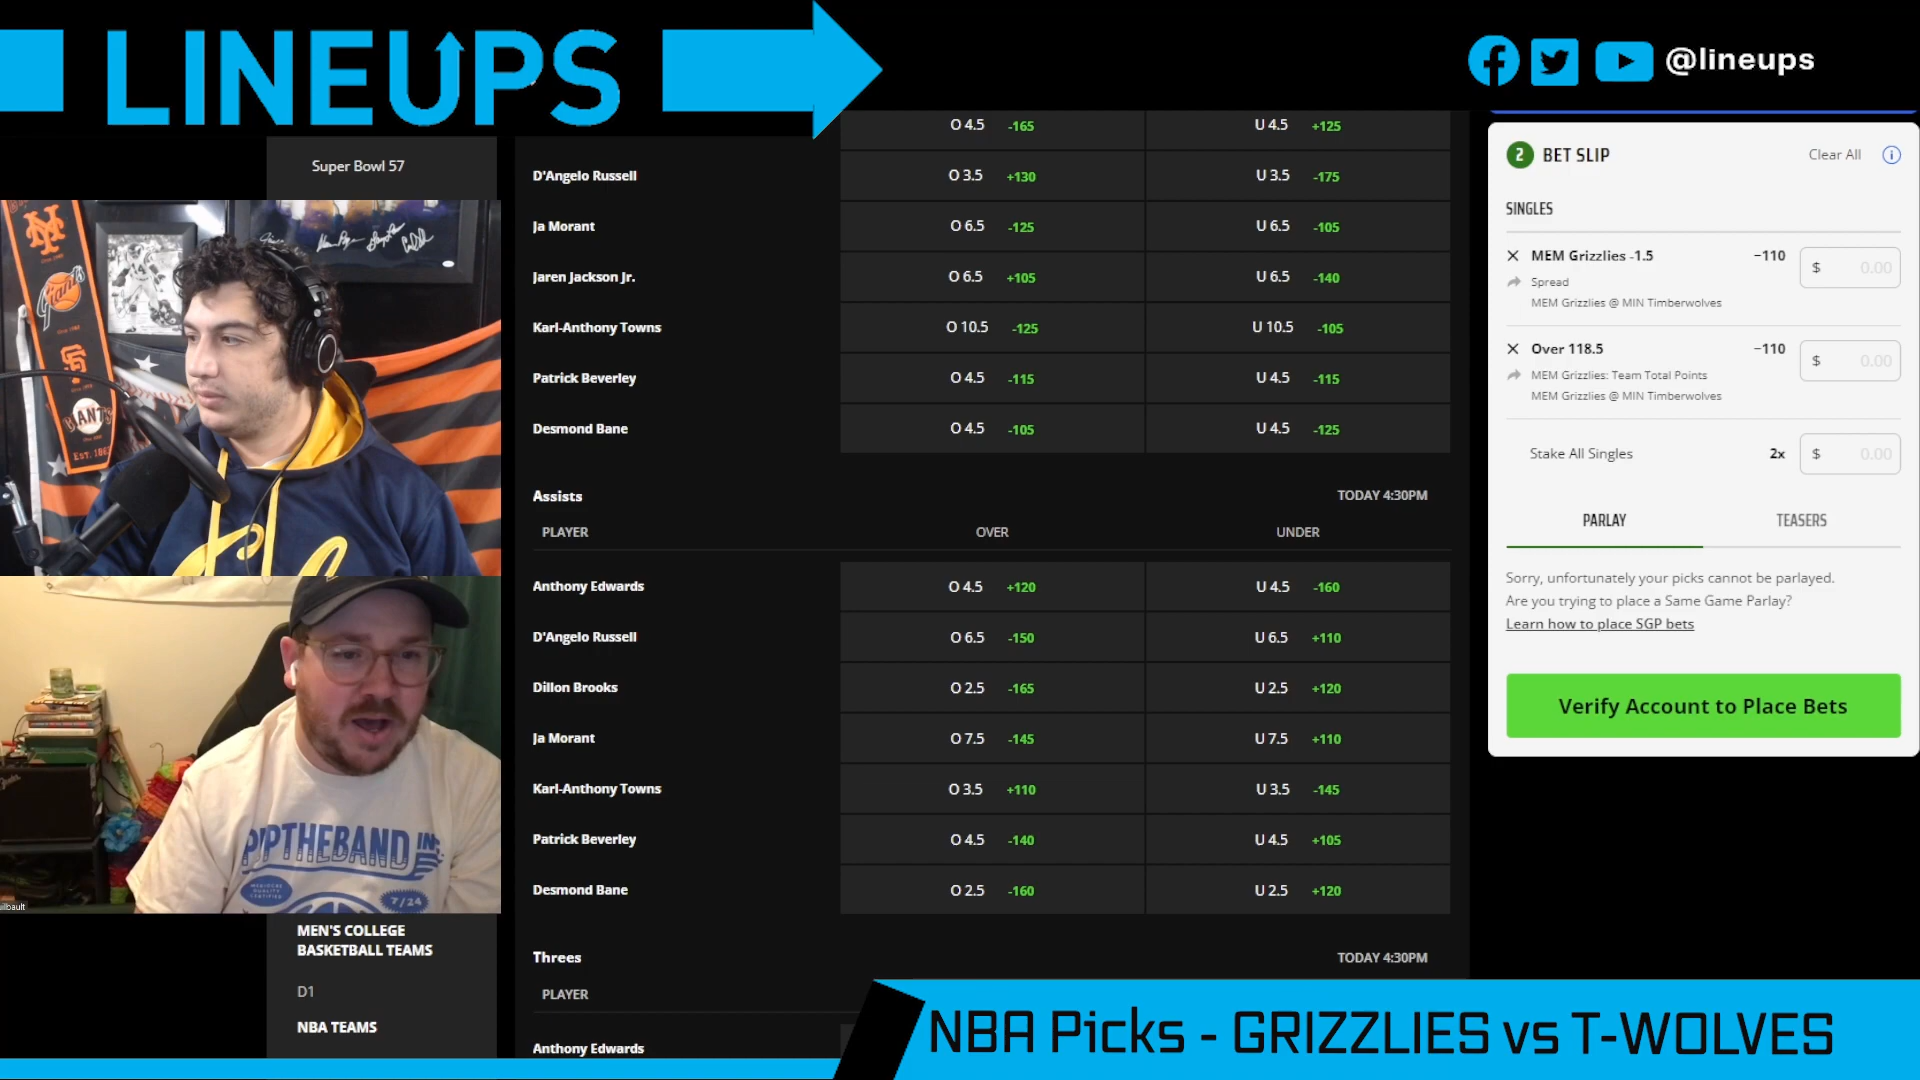 LINEUPS
@lineups
Super Bowl 57
O 4.5 -165 U 4.5 +125
D'Angelo Russell O 3.5 +130 U 3.5 -175
Ja Morant O 6.5 -125 U 6.5 -105
Jaren Jackson Jr. O 6.5 +105 U 6.5 -140
Karl-Anthony Towns O 10.5 -125 U 10.5 -105
Patrick Beverley O 4.5 -115 U 4.5 -115
Desmond Bane O 4.5 -105 U 4.5 -125
Assists TODAY 4:30PM
PLAYER OVER UNDER
Anthony Edwards O 4.5 +120 U 4.5 -160
D'Angelo Russell O 6.5 -150 U 6.5 +110
Dillon Brooks O 2.5 -165 U 2.5 +120
Ja Morant O 7.5 -145 U 7.5 +110
Karl-Anthony Towns O 3.5 +110 U 3.5 -145
Patrick Beverley O 4.5 -140 U 4.5 +105
Desmond Bane O 2.5 -160 U 2.5 +120
Threes TODAY 4:30PM
PLAYER
Anthony Edwards
2 BET SLIP Clear All
SINGLES
MEM Grizzlies -1.5 −110 $ 0.00
Spread
MEM Grizzlies @ MIN Timberwolves
Over 118.5 −110 $ 0.00
MEM Grizzlies: Team Total Points
MEM Grizzlies @ MIN Timberwolves
Stake All Singles 2x $ 0.00
PARLAY TEASERS
Sorry, unfortunately your picks cannot be parlayed.
Are you trying to place a Same Game Parlay?
Learn how to place SGP bets
Verify Account to Place Bets
Giants
SF
GIANTS
EST. 188
PUPTHEBAND IN
7/24
MEN'S COLLEGE
BASKETBALL TEAMS
D1
NBA TEAMS
NBA Picks - GRIZZLIES vs T-WOLVES